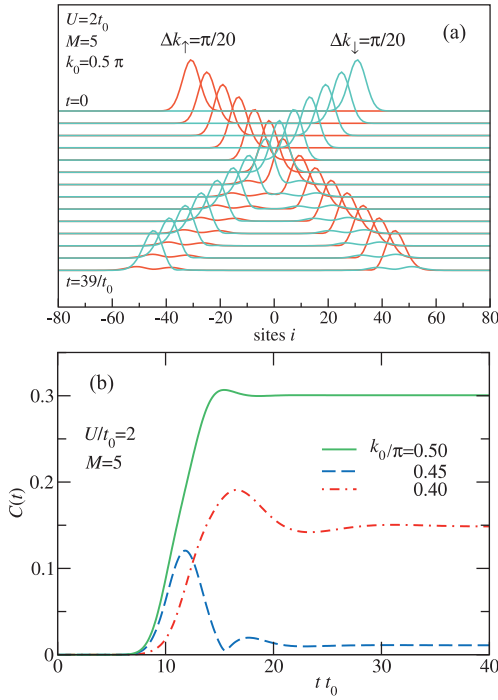 U=2t₀
M=5
k₀=0.5 π
Δk↑=π/20
Δk↓=π/20
(a)
t=0
t=39/t₀
-80 -60 -40 -20 0 20 40 60 80
sites i
(b)
0.3
U/t₀=2
M=5
k₀/π=0.50
0.45
0.40
C(t)
0.2
0.1
0
0 10 20 30 40
t t₀